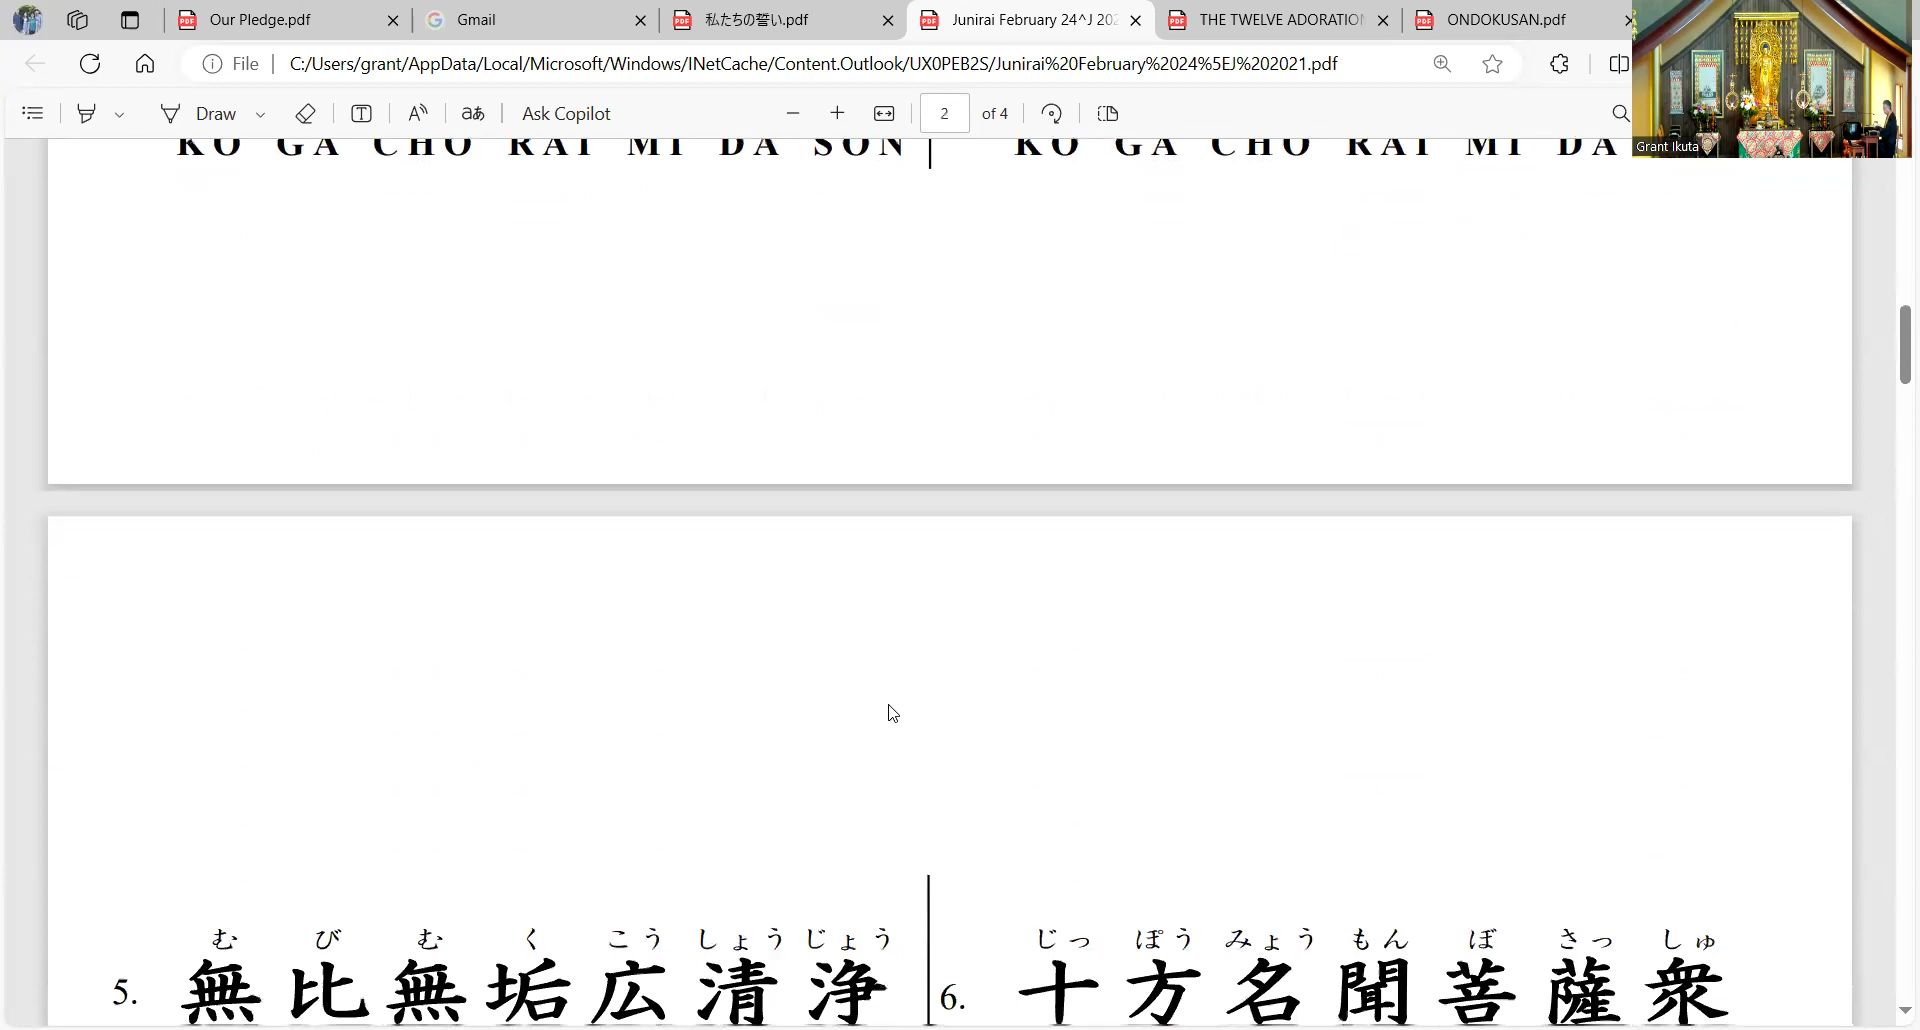 Our Pledge.pdf
Gmail
私たちの誓い.pdf
Junirai February 24^J 202
THE TWELVE ADORATION
ONDOKUSAN.pdf
File
C:/Users/grant/AppData/Local/Microsoft/Windows/INetCache/Content.Outlook/UX0PEB2S/Junirai%20February%2024%5EJ%202021.pdf
Draw
aあ
Ask Copilot
2 of 4
Grant Ikuta
KO GA CHO RAI MI DA SON
KO GA CHO RAI MI DA
む び む く こう しょう じょう
5. 無比無垢広清浄
じっ ぽう みょう もん ぼ さっ しゅ
6. 十方名聞菩薩衆